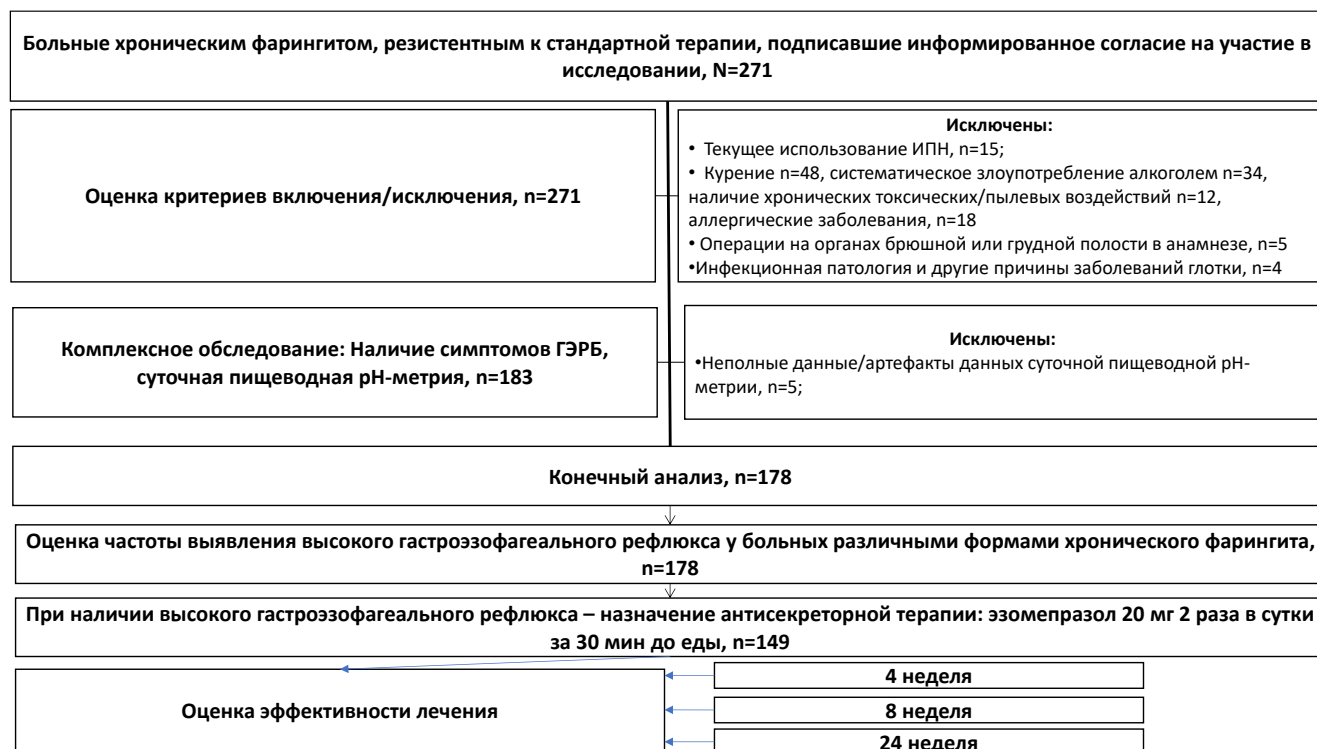 Больные хроническим фарингитом, резистентным к стандартной терапии, подписавшие информированное согласие на участие в
исследовании, N=271
Оценка критериев включения/исключения, n=271
Исключены:
• Текущее использование ИПН, n=15;
• Курение n=48, систематическое злоупотребление алкоголем n=34,
наличие хронических токсических/пылевых воздействий n=12,
аллергические заболевания, n=18
• Операции на органах брюшной или грудной полости в анамнезе, n=5
•Инфекционная патология и другие причины заболеваний глотки, n=4
Комплексное обследование: Наличие симптомов ГЭРБ,
суточная пищеводная рН-метрия, n=183
Исключены:
•Неполные данные/артефакты данных суточной пищеводной рН-
метрии, n=5;
Конечный анализ, n=178
Оценка частоты выявления высокого гастроэзофагеального рефлюкса у больных различными формами хронического фарингита,
n=178
При наличии высокого гастроэзофагеального рефлюкса – назначение антисекреторной терапии: эзомепразол 20 мг 2 раза в сутки
за 30 мин до еды, n=149
Оценка эффективности лечения
4 неделя
8 неделя
24 неделя